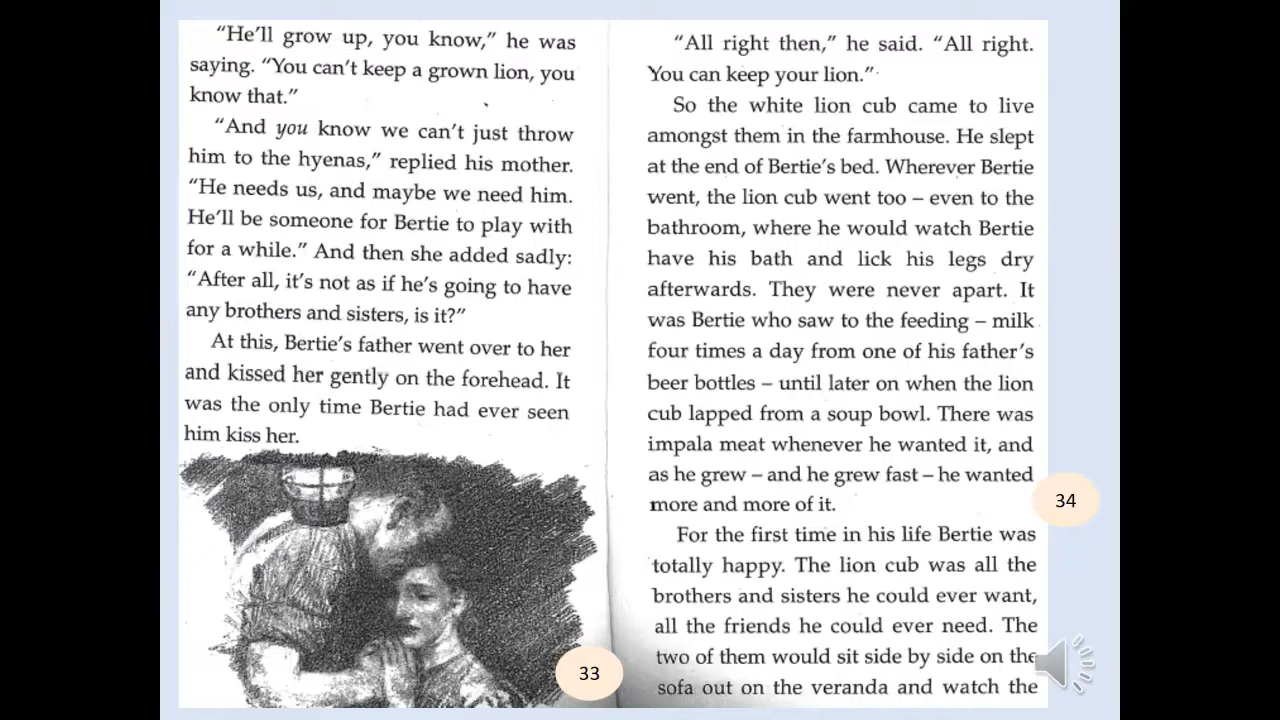 “He’ll grow up, you know,” he was
saying. “You can’t keep a grown lion, you
know that.”
“And you know we can’t just throw
him to the hyenas,” replied his mother.
“He needs us, and maybe we need him.
He’ll be someone for Bertie to play with
for a while.” And then she added sadly:
“After all, it’s not as if he’s going to have
any brothers and sisters, is it?”
At this, Bertie’s father went over to her
and kissed her gently on the forehead. It
was the only time Bertie had ever seen
him kiss her.
33
“All right then,” he said. “All right.
You can keep your lion.”
So the white lion cub came to live
amongst them in the farmhouse. He slept
at the end of Bertie’s bed. Wherever Bertie
went, the lion cub went too – even to the
bathroom, where he would watch Bertie
have his bath and lick his legs dry
afterwards. They were never apart. It
was Bertie who saw to the feeding – milk
four times a day from one of his father’s
beer bottles – until later on when the lion
cub lapped from a soup bowl. There was
impala meat whenever he wanted it, and
as he grew – and he grew fast – he wanted
more and more of it.
For the first time in his life Bertie was
totally happy. The lion cub was all the
brothers and sisters he could ever want,
all the friends he could ever need. The
two of them would sit side by side on the
sofa out on the veranda and watch the
34